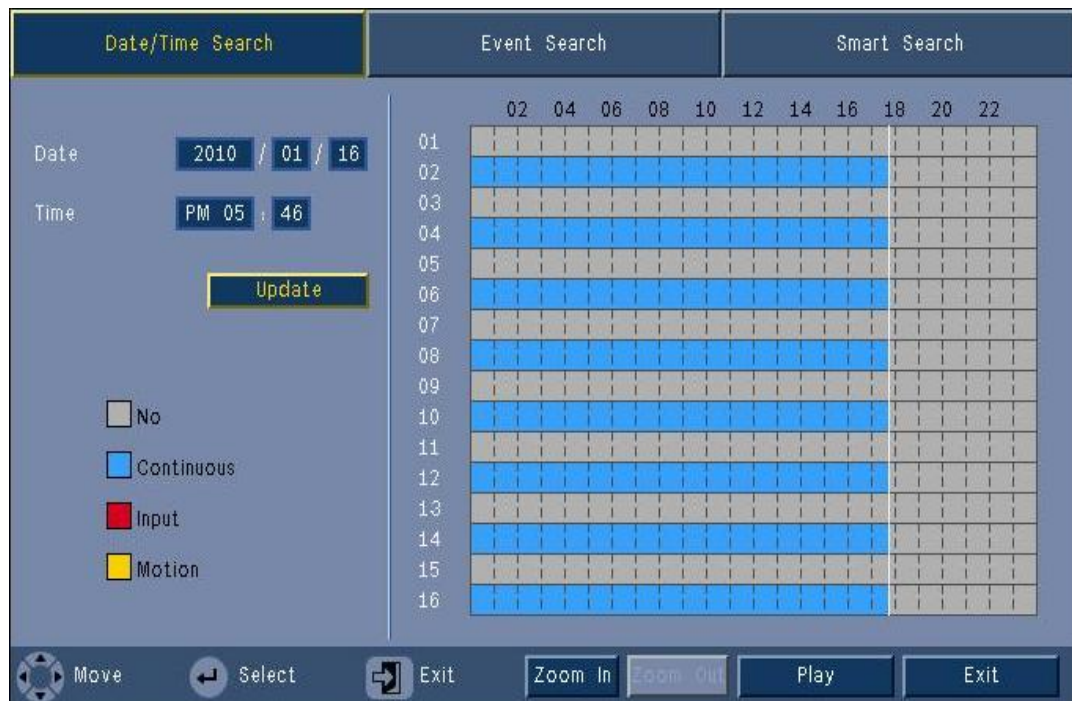 Date/Time Search Event Search Smart Search
02 04 06 08 10 12 14 16 18 20 22
Date 2010 / 01 / 16
Time PM 05 : 46
Update
01
02
03
04
05
06
07
08
09
10
11
12
13
14
15
16
No
Continuous
Input
Motion
Move Select Exit Zoom In Zoom Out Play Exit